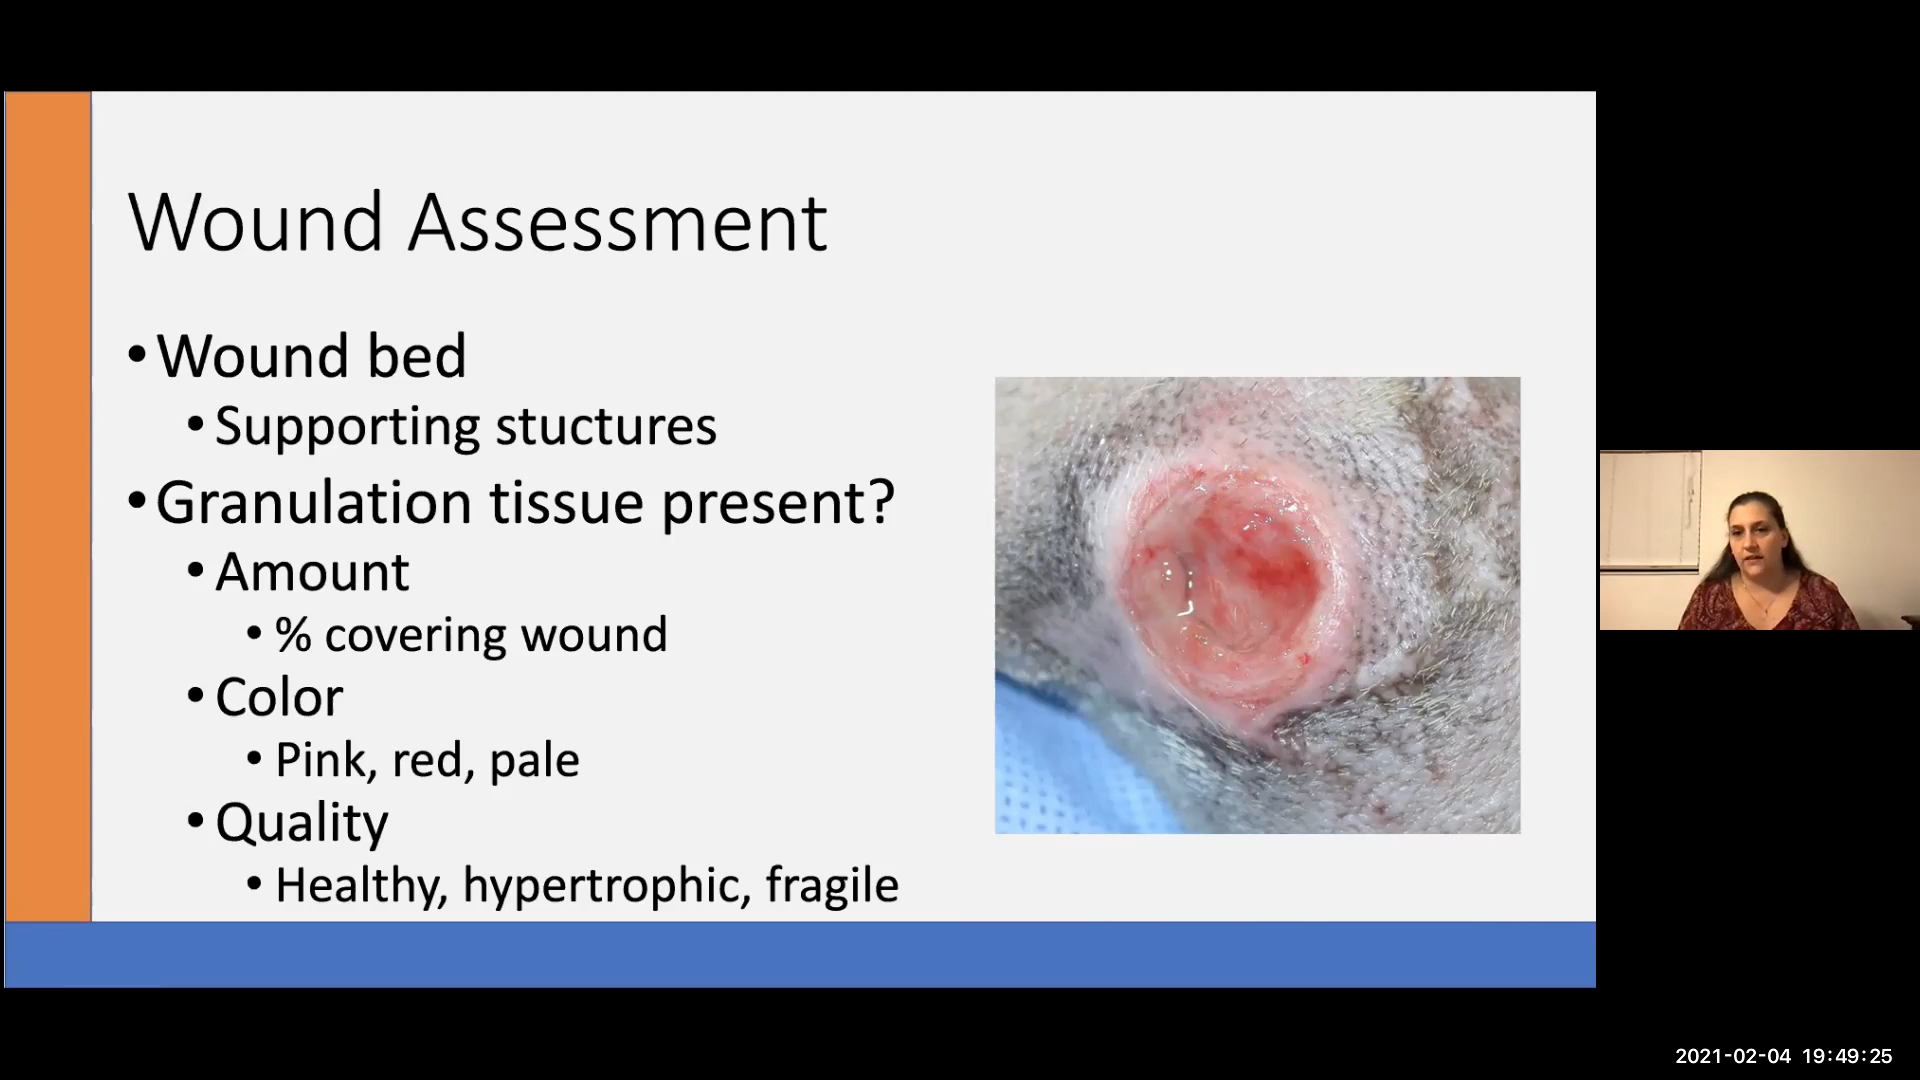 Wound Assessment
• Wound bed
• Supporting stuctures
• Granulation tissue present?
• Amount
• % covering wound
• Color
• Pink, red, pale
• Quality
• Healthy, hypertrophic, fragile
2021-02-04 19:49:25